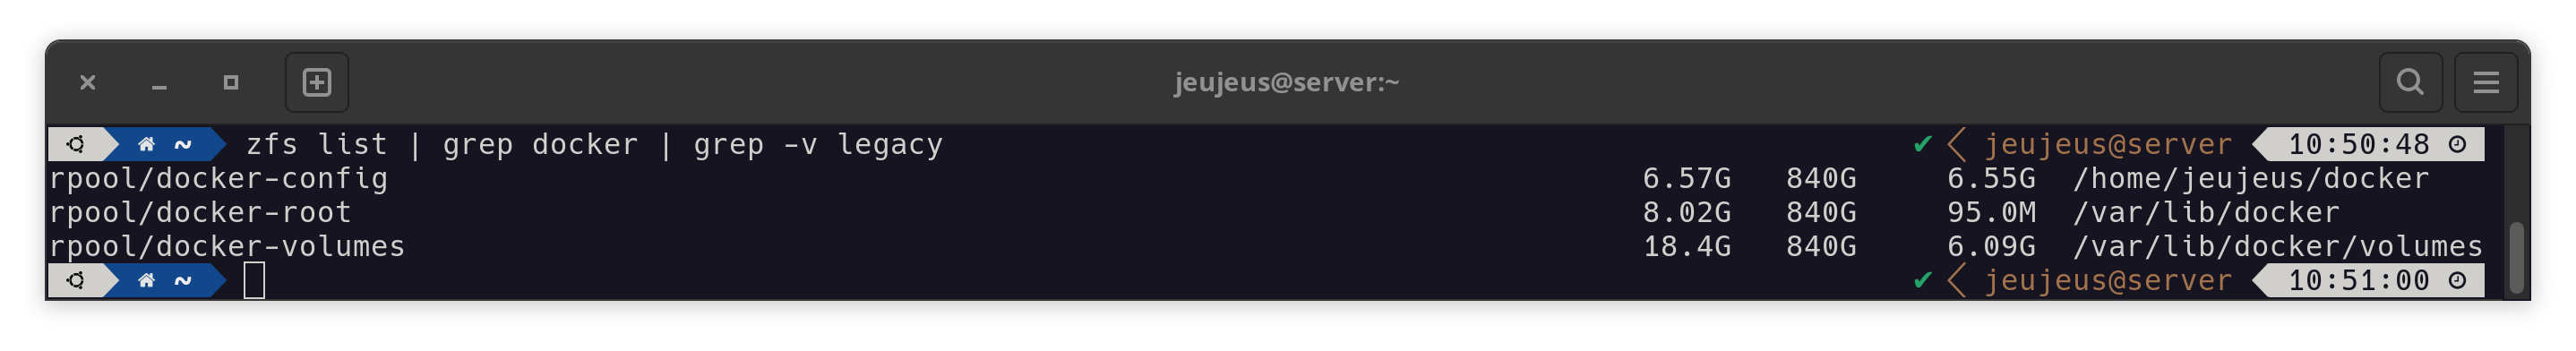 jeujeus@server:~
~ zfs list | grep docker | grep -v legacy ✔ jeujeus@server 10:50:48
rpool/docker-config 6.57G 840G 6.55G /home/jeujeus/docker
rpool/docker-root 8.02G 840G 95.0M /var/lib/docker
rpool/docker-volumes 18.4G 840G 6.09G /var/lib/docker/volumes
~ ✔ jeujeus@server 10:51:00